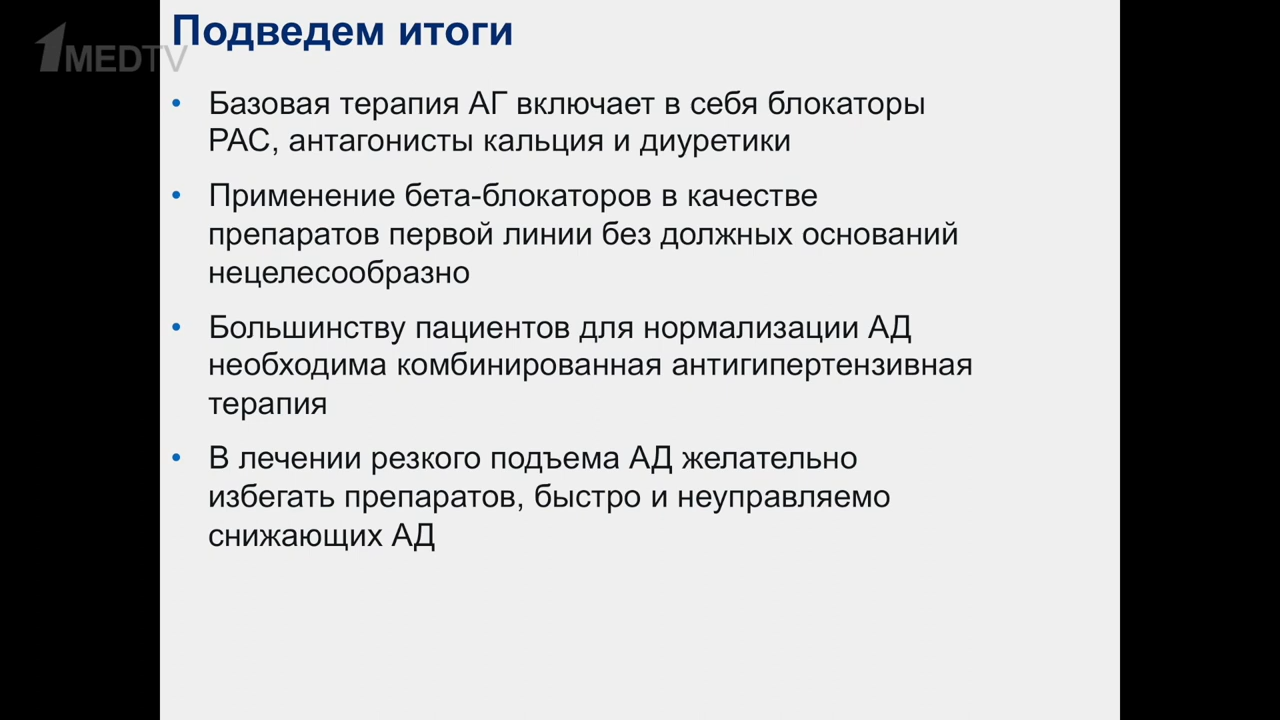 1MEDTV
Подведем итоги
• Базовая терапия АГ включает в себя блокаторы
РАС, антагонисты кальция и диуретики
• Применение бета-блокаторов в качестве
препаратов первой линии без должных оснований
нецелесообразно
• Большинству пациентов для нормализации АД
необходима комбинированная антигипертензивная
терапия
• В лечении резкого подъема АД желательно
избегать препаратов, быстро и неуправляемо
снижающих АД